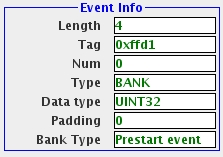 Event Info
Length 4
Tag 0xffd1
Num 0
Type BANK
Data type UINT32
Padding 0
Bank Type Prestart event